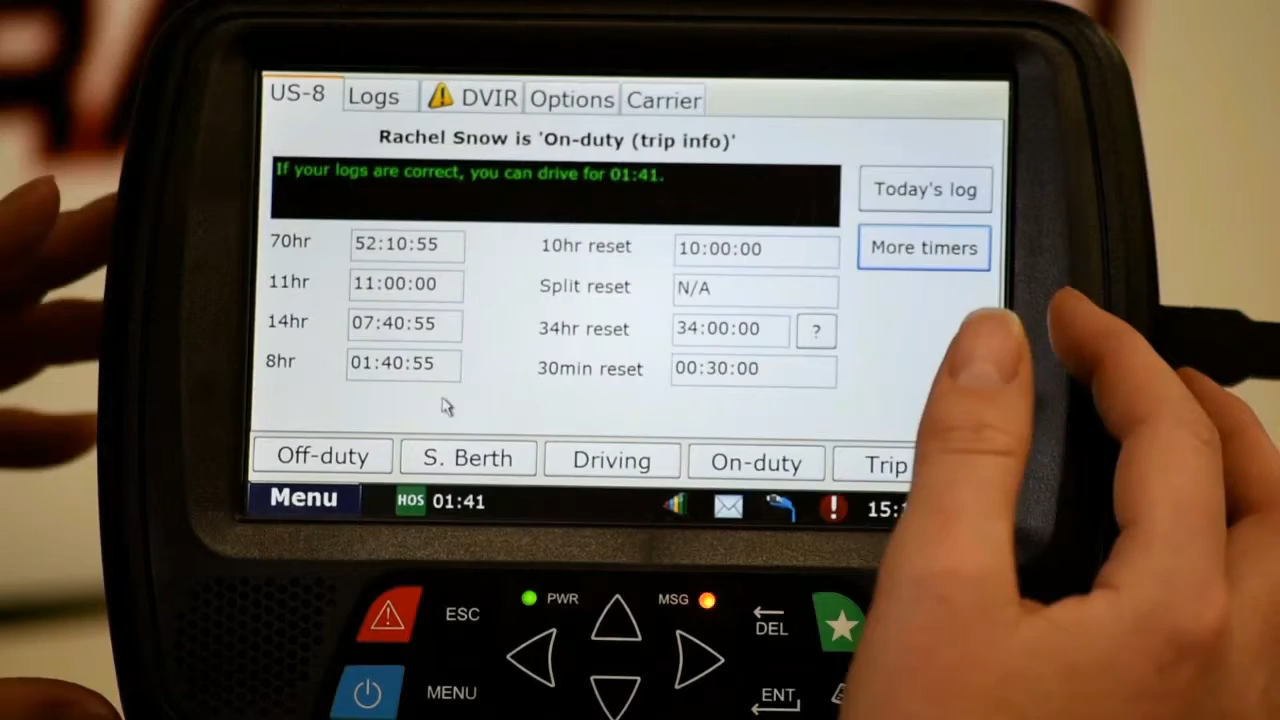 US-8 Logs DVIR Options Carrier
Rachel Snow is 'On-duty (trip info)'
If your logs are correct, you can drive for 01:41.
Today's log
More timers
70hr 52:10:55 10hr reset 10:00:00
11hr 11:00:00 Split reset N/A
14hr 07:40:55 34hr reset 34:00:00 ?
8hr 01:40:55 30min reset 00:30:00
Off-duty S. Berth Driving On-duty Trip
Menu HOS 01:41
ESC PWR MSG DEL
MENU ENT